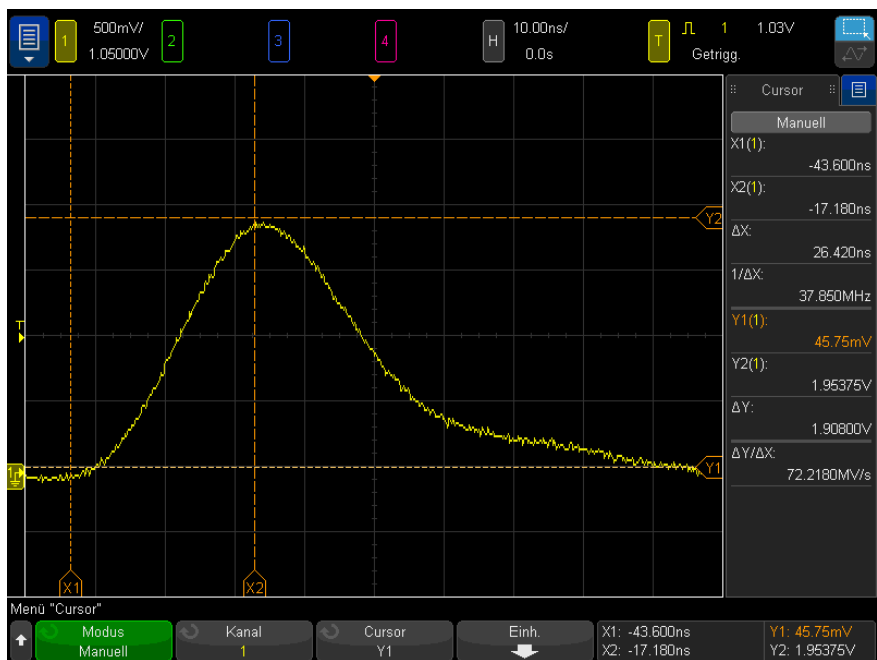 1
500mV/
1.05000V
2
3
4
H
10.00ns/
0.0s
T
1
1.03V
Getrigg.
Cursor
Manuell
X1(1):
-43.600ns
X2(1):
-17.180ns
ΔX:
26.420ns
1/ΔX:
37.850MHz
Y1(1):
45.75mV
Y2(1):
1.95375V
ΔY:
1.90800V
ΔY/ΔX:
72.2180MV/s
Y2
T
1
Y1
X1
X2
Menü "Cursor"
Modus
Manuell
Kanal
1
Cursor
Y1
Einh.
X1: -43.600ns
X2: -17.180ns
Y1: 45.75mV
Y2: 1.95375V